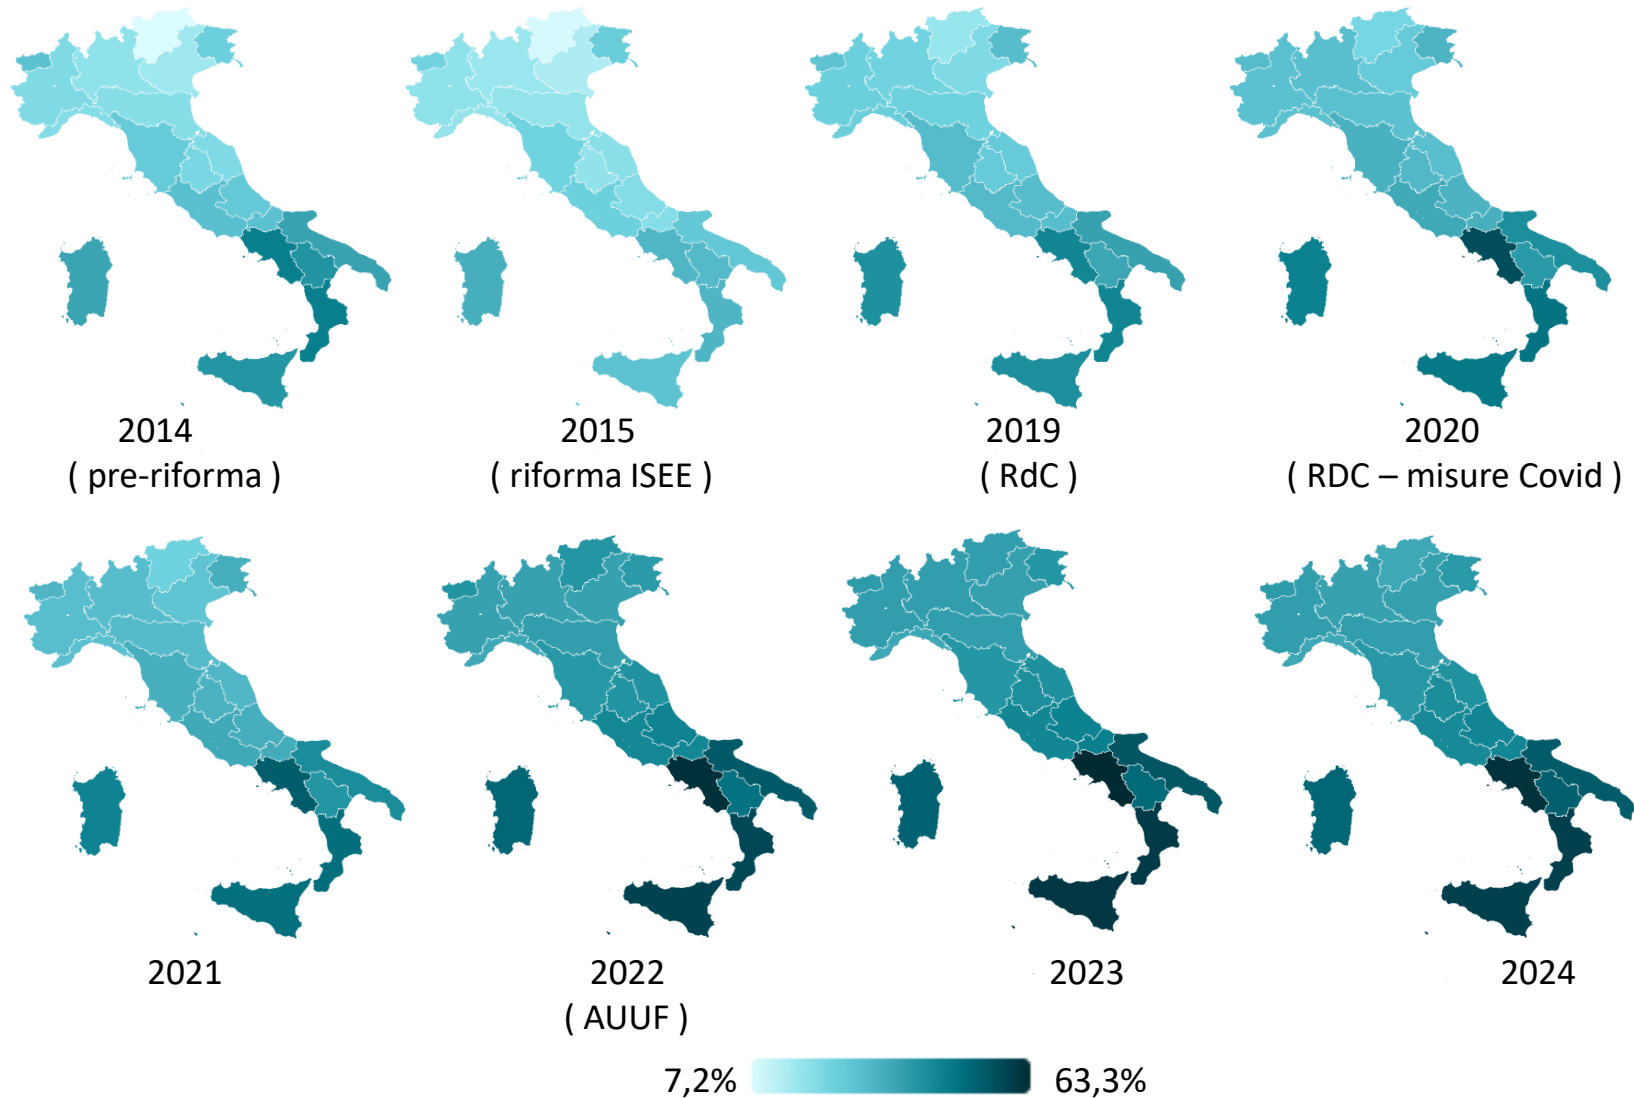 2014
( pre-riforma )
2015
( riforma ISEE )
2019
( RdC )
2020
( RDC – misure Covid )
2021
2022
( AUUF )
2023
2024
7,2%
63,3%